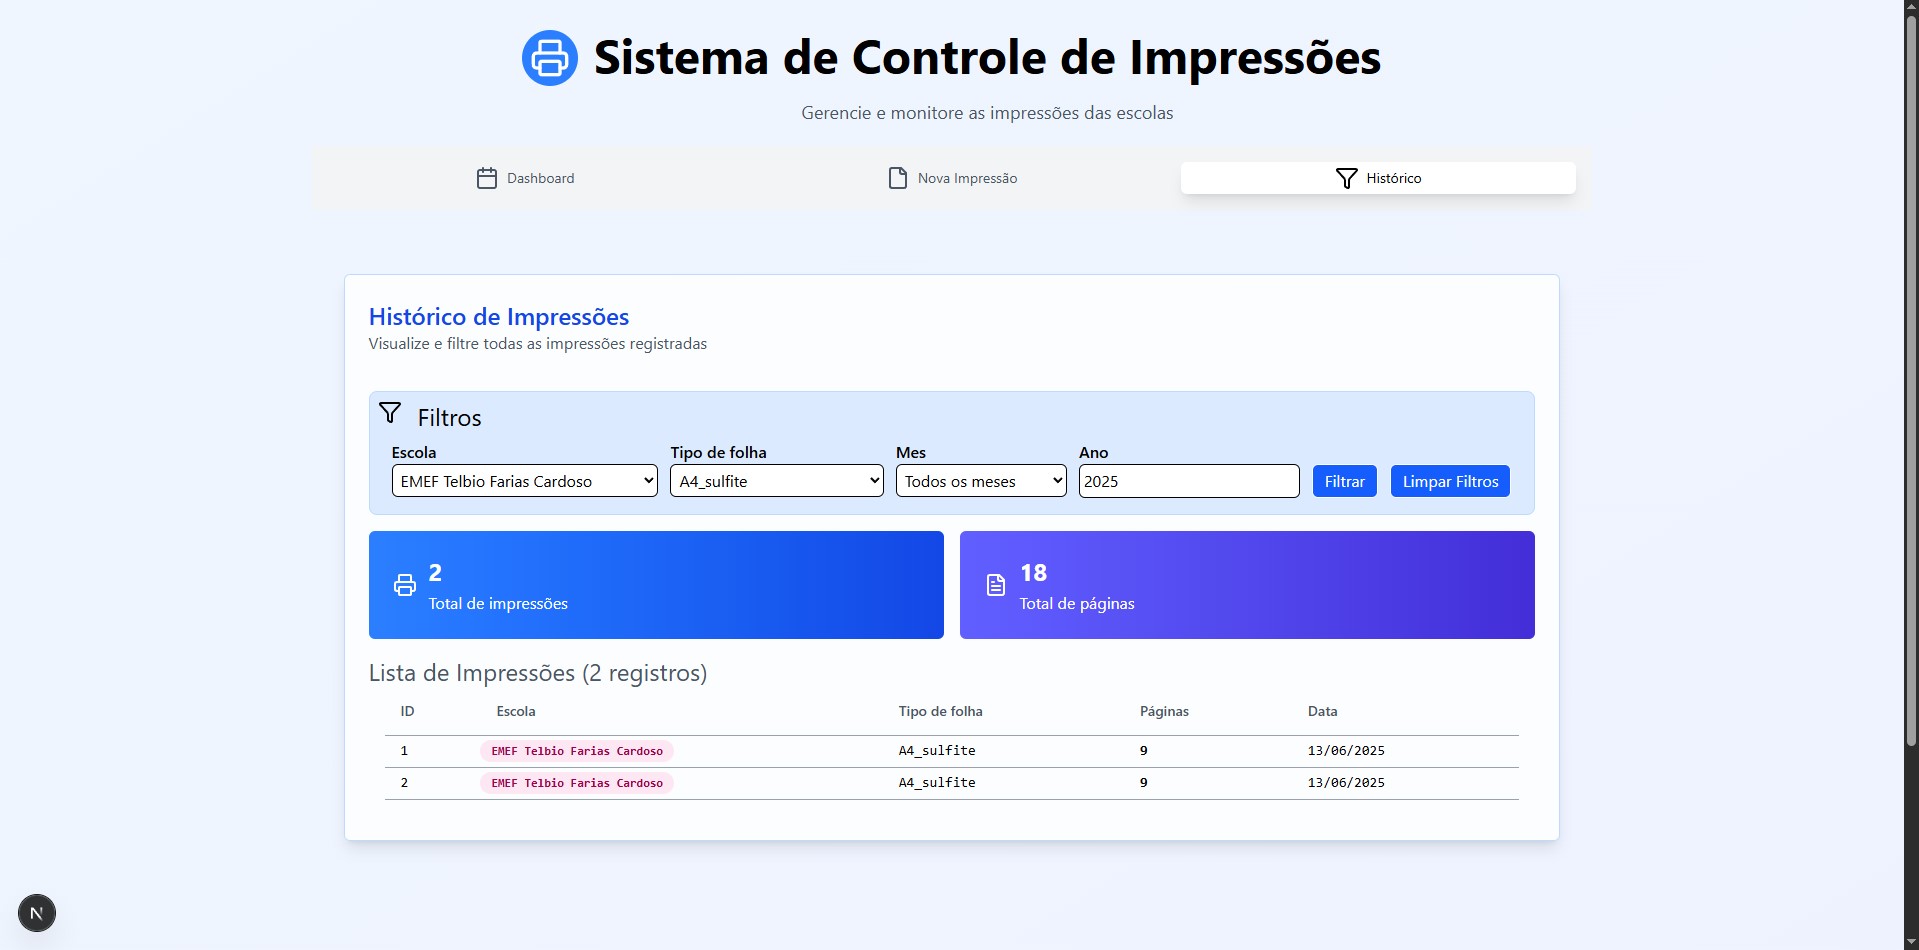 Sistema de Controle de Impressões
Gerencie e monitore as impressões das escolas
Dashboard Nova Impressão Histórico
Histórico de Impressões
Visualize e filtre todas as impressões registradas
Filtros
Escola Tipo de folha Mes Ano
EMEF Telbio Farias Cardoso A4_sulfite Todos os meses 2025 Filtrar Limpar Filtros
2 18
Total de impressões Total de páginas
Lista de Impressões (2 registros)
ID Escola Tipo de folha Páginas Data
1 EMEF Telbio Farias Cardoso A4_sulfite 9 13/06/2025
2 EMEF Telbio Farias Cardoso A4_sulfite 9 13/06/2025
N